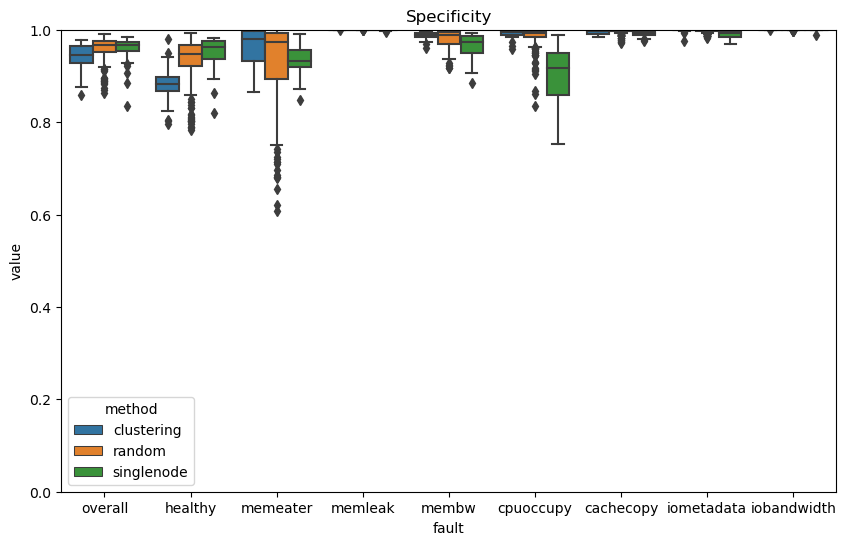 Specificity
value
1.0
0.8
0.6
0.4
0.2
0.0
method
clustering
random
singlenode
overall healthy memeater memleak membw cpuoccupy cachecopy iometadata iobandwidth
fault